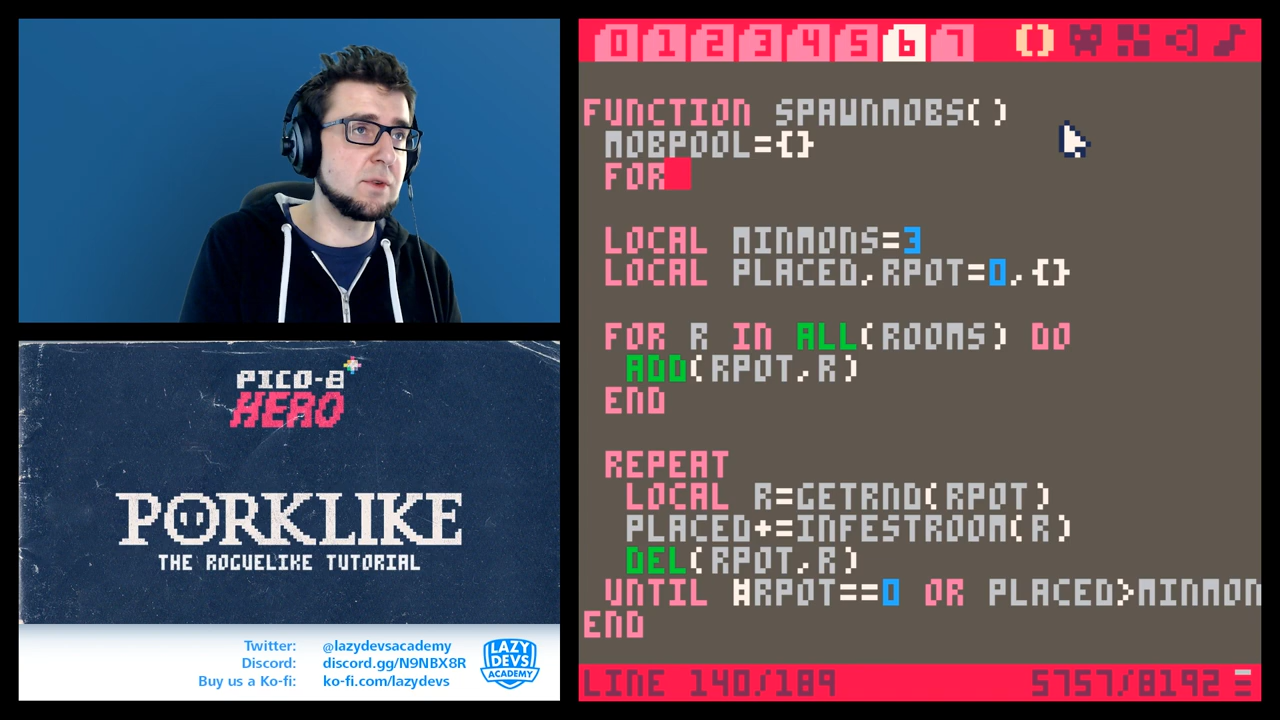 0 1 2 3 4 5 6 7 ()
FUNCTION SPAWNMOBS()
MOBPOOL={}
FOR
LOCAL MINMONS=3
LOCAL PLACED,RPOT=0,{}
FOR R IN ALL(ROOMS) DO
ADD(RPOT,R)
END
REPEAT
LOCAL R=GETRND(RPOT)
PLACED+=INFESTROOM(R)
DEL(RPOT,R)
UNTIL #RPOT==0 OR PLACED>MINMON
END
LINE 140/189 5757/8192
PICO-8
HERO
PORKLIKE
THE ROGUELIKE TUTORIAL
Twitter: @lazydevsacademy
Discord: discord.gg/N9NBX8R
Buy us a Ko-fi: ko-fi.com/lazydevs
LAZY
DEVS
ACADEMY